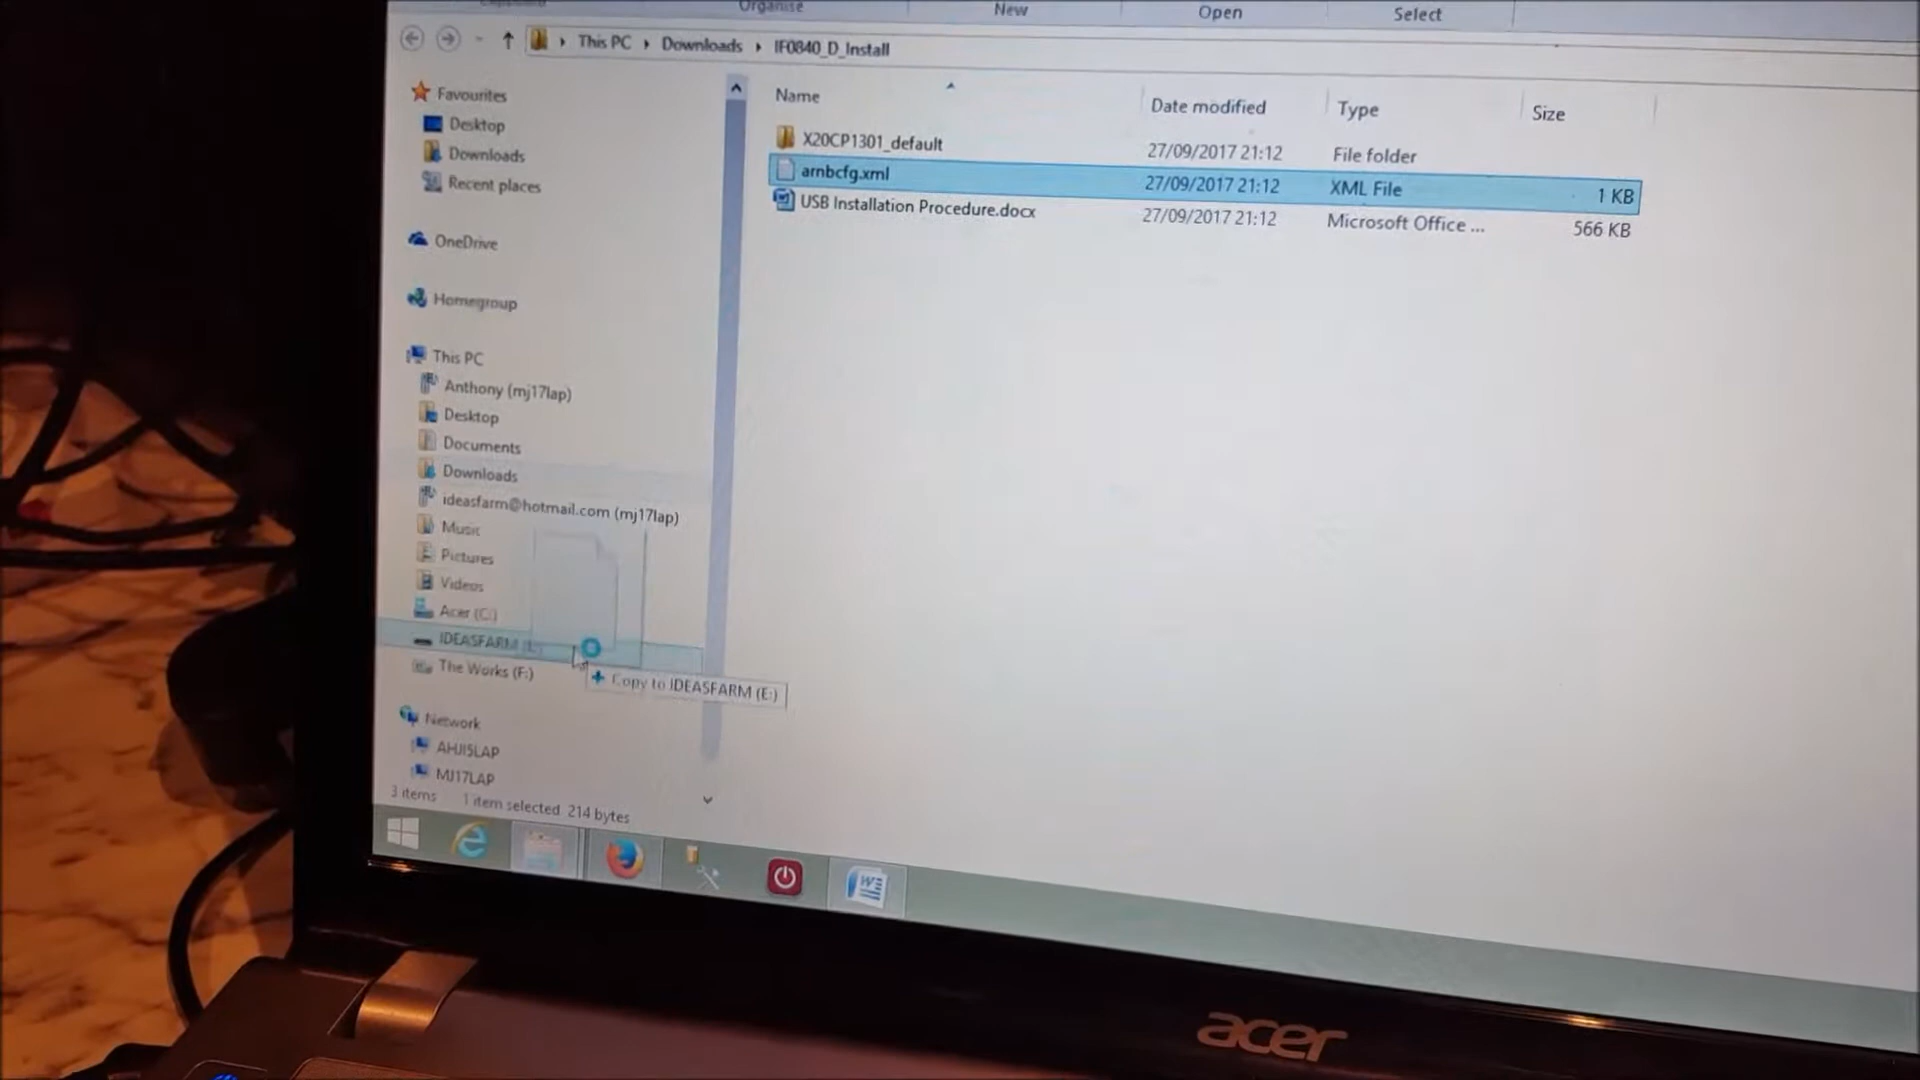 Organise New Open Select
This PC Downloads IF0840_D_Install
Name Date modified Type Size
X20CP1301_default 27/09/2017 21:12 File folder
arnbcfg.xml 27/09/2017 21:12 XML File 1 KB
USB Installation Procedure.docx 27/09/2017 21:12 Microsoft Office ... 566 KB
Favourites
Desktop
Downloads
Recent places
OneDrive
Homegroup
This PC
Anthony (mj17lap)
Desktop
Documents
Downloads
ideasfarm@hotmail.com (mj17lap)
Music
Pictures
Videos
Acer (C:)
IDEASFARM
The Works (F:)
Copy to IDEASFARM (E:)
Network
AHJ15LAP
MJ17LAP
3 items 1 item selected 214 bytes
acer